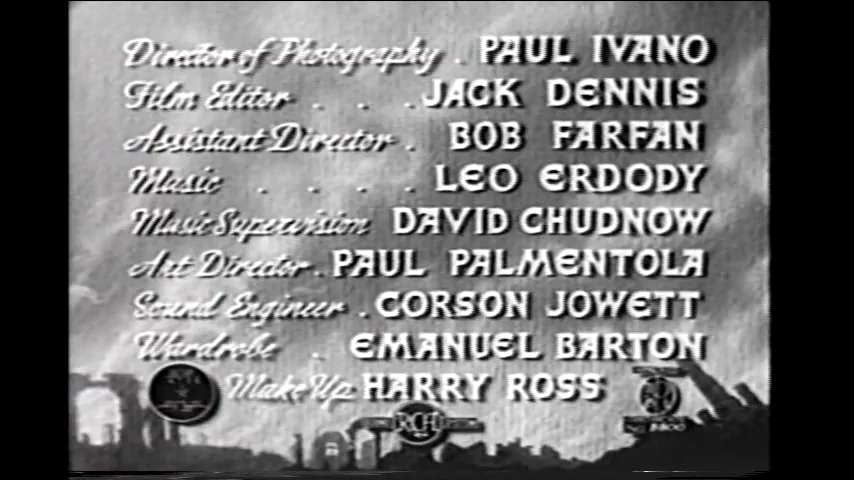 Director of Photography . PAUL IVANO
Film Editor . . . JACK DENNIS
Assistant Director . BOB FARFAN
Music . . . . LEO ERDODY
Music Supervision DAVID CHUDNOW
Art Director . PAUL PALMENTOLA
Sound Engineer . CORSON JOWETT
Wardrobe . EMANUEL BARTON
Make Up HARRY ROSS
RCA